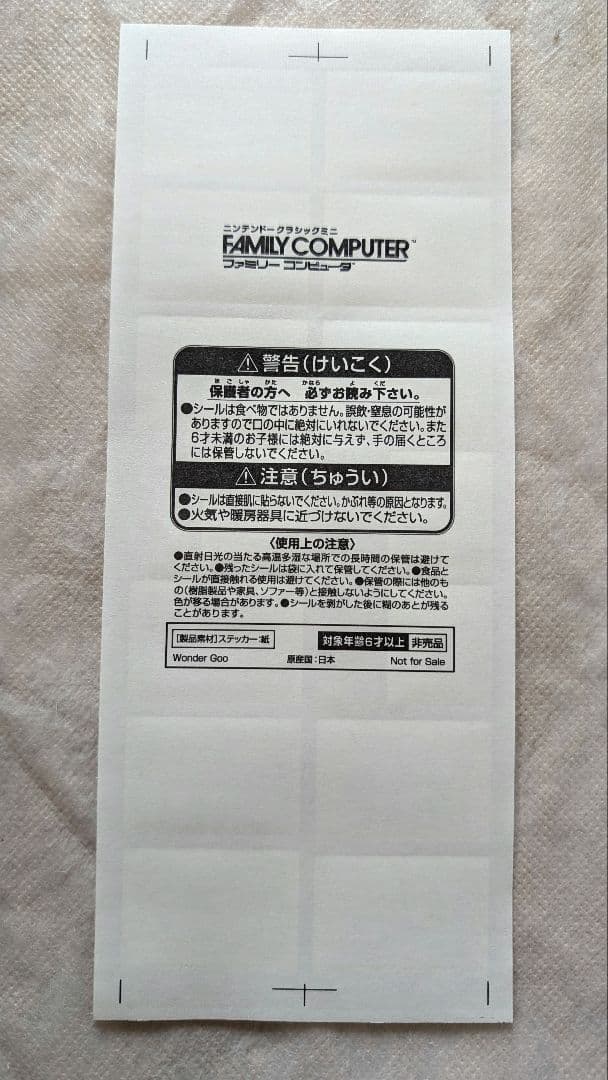 ニンテンドークラシックミニ
FAMILY COMPUTER™
ファミリー コンピュータ
⚠警告(けいこく)
保護者の方へ 必ずお読み下さい。
●シールは食べ物ではありません。誤飲・窒息の可能性が
ありますので口の中に絶対にいれないでください。また
6才未満のお子様には絶対に与えず、手の届くところ
には保管しないでください。
⚠注意(ちゅうい)
●シールは直接肌に貼らないでください。かぶれ等の原因となります。
●火気や暖房器具に近づけないでください。
〈使用上の注意〉
●直射日光の当たる高温多湿な場所での長時間の保管は避けて
ください。●残ったシールは袋に入れて保管してください。●食品と
シールが直接触れる使用は避けてください。●保管の際には他のも
の(樹脂製品や家具、ソファー等)と接触しないようにしてください。
色が移る場合があります。●シールを剥がした後に糊のあとが残る
ことがあります。
[製品素材]ステッカー:紙 対象年齢6才以上 非売品
Wonder Goo 原産国:日本 Not for Sale